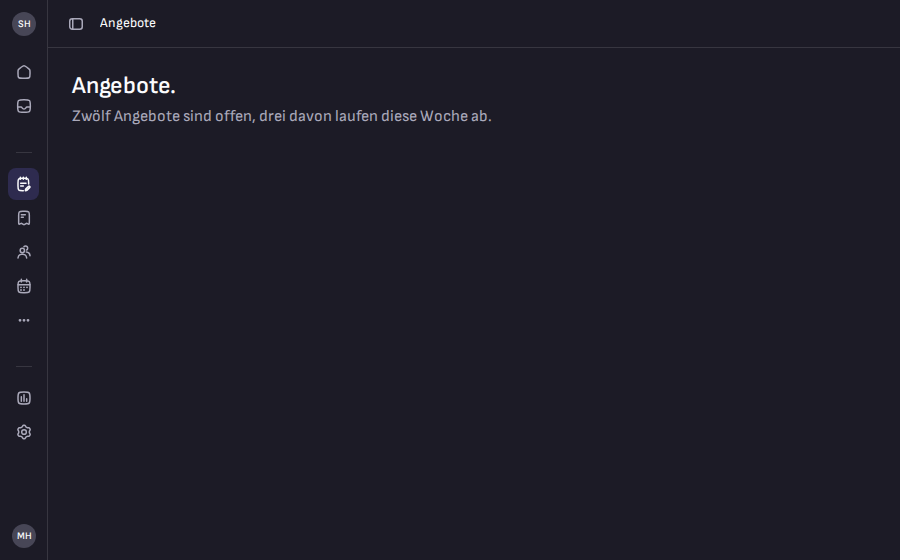 SH
Angebote
Angebote.
Zwölf Angebote sind offen, drei davon laufen diese Woche ab.
MH